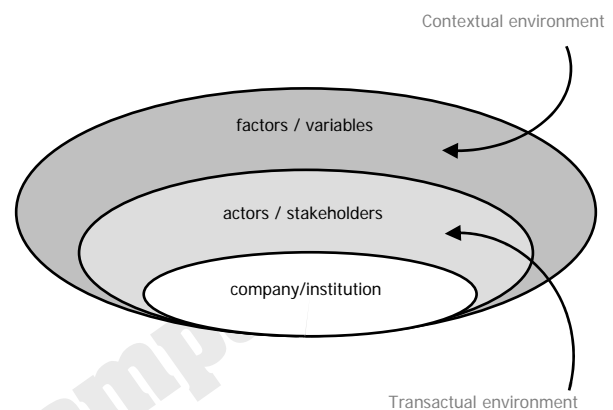 Contextual environment
factors / variables
actors / stakeholders
company/institution
Transactual environment